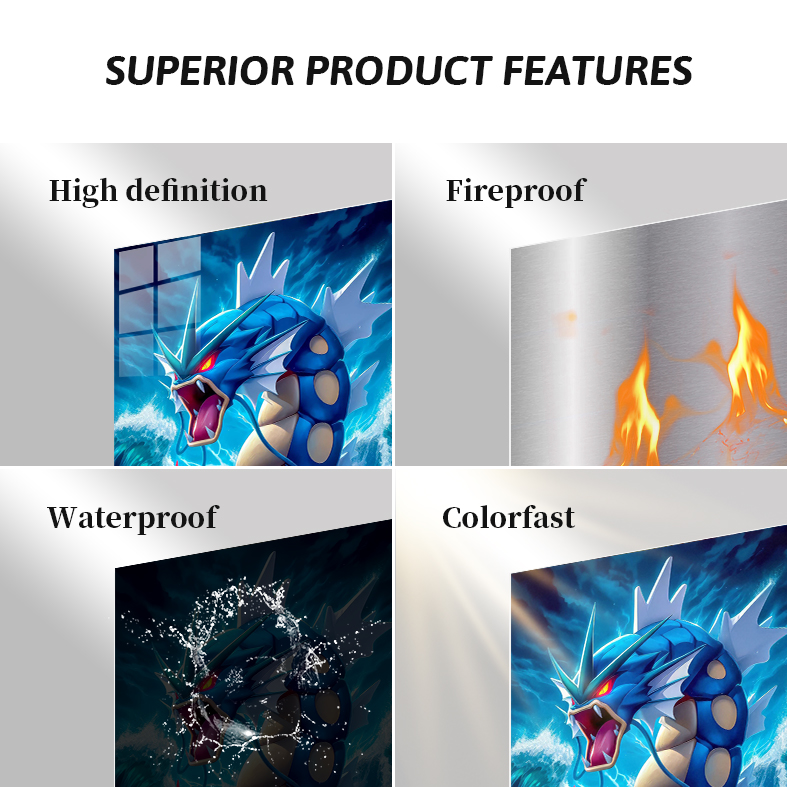 SUPERIOR PRODUCT FEATURES
High definition
Fireproof
Waterproof
Colorfast